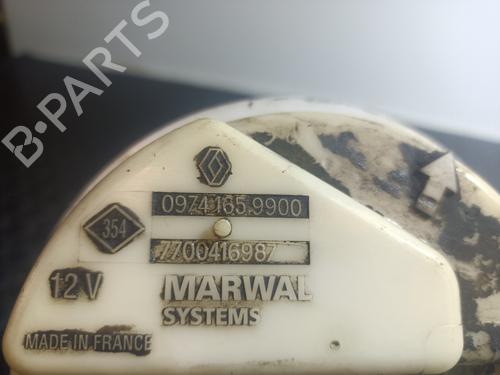 B-PARTS
0974 165 9900
354
7700416987
12 V
MARWAL
SYSTEMS
MADE IN FRANCE